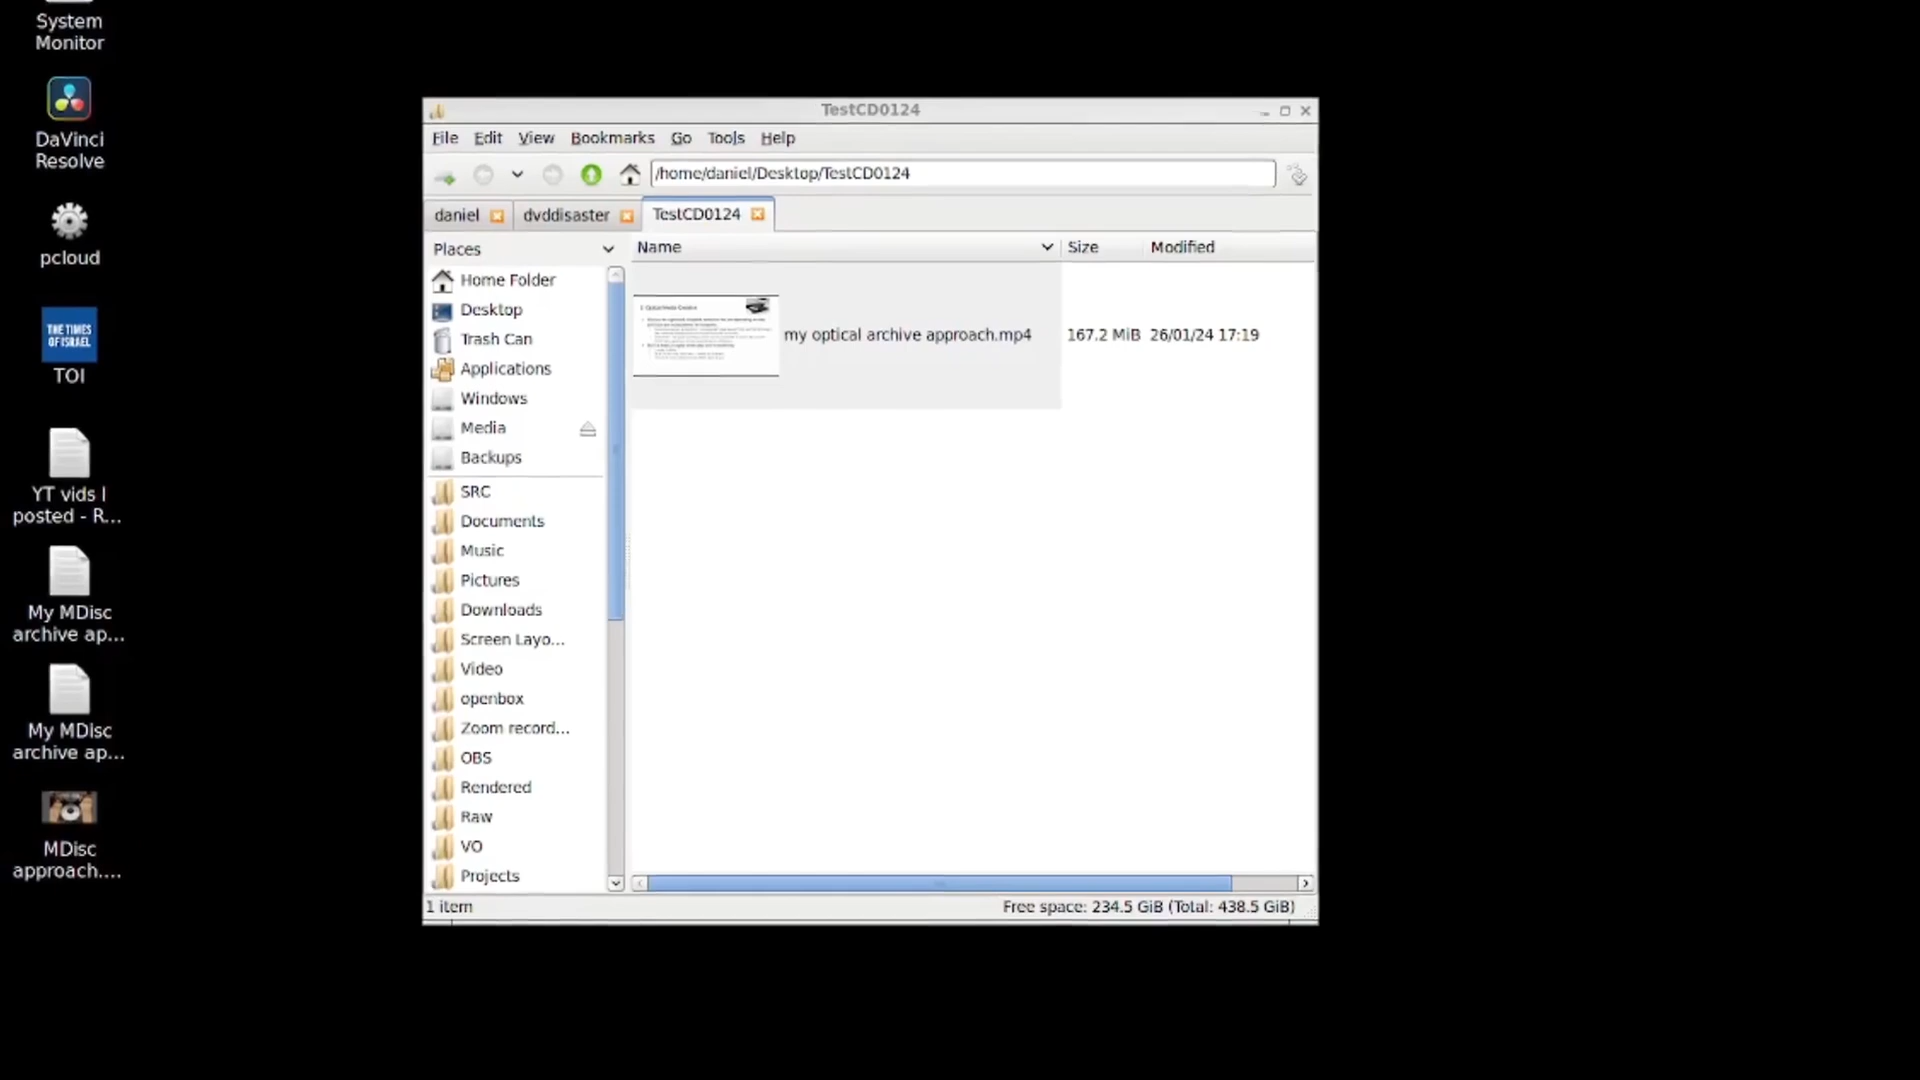 System
Monitor
DaVinci
Resolve
pcloud
THE TIMES
OF ISRAEL
TOI
YT vids I
posted - R...
My MDisc
archive ap...
My MDisc
archive ap...
MDisc
approach....
TestCD0124
File Edit View Bookmarks Go Tools Help
/home/daniel/Desktop/TestCD0124
daniel dvddisaster TestCD0124
Places
Name Size Modified
Home Folder
Desktop
Trash Can
Applications
Windows
Media
Backups
SRC
Documents
Music
Pictures
Downloads
Screen Layo...
Video
openbox
Zoom record...
OBS
Rendered
Raw
VO
Projects
my optical archive approach.mp4 167.2 MiB 26/01/24 17:19
1 item
Free space: 234.5 GiB (Total: 438.5 GiB)